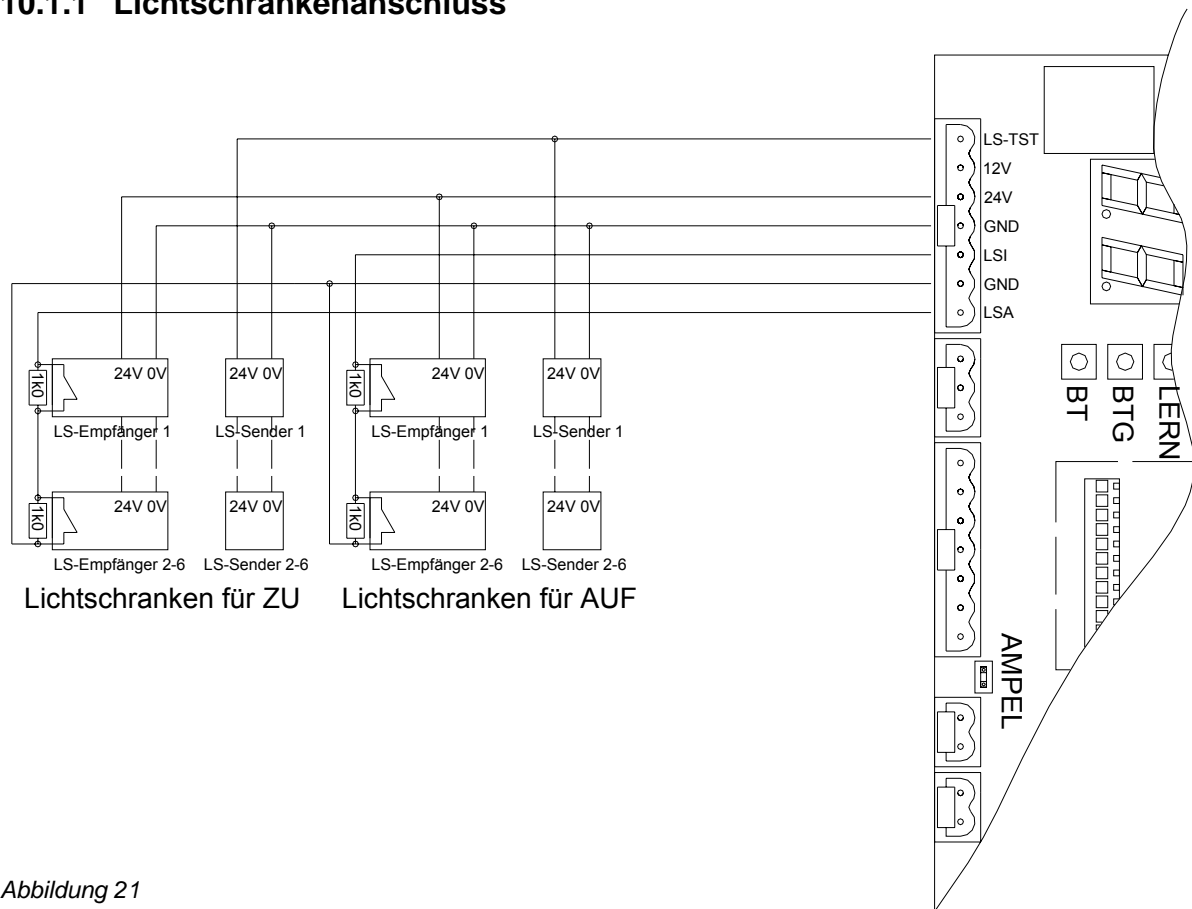 10.1.1 Lichtschrankenanschluss
LS-TST
12V
24V
GND
LSI
GND
LSA
BT
BTG
LERN
1k0
24V 0V
24V 0V
1k0
24V 0V
24V 0V
LS-Empfänger 1
LS-Sender 1
LS-Empfänger 1
LS-Sender 1
1k0
24V 0V
24V 0V
1k0
24V 0V
24V 0V
LS-Empfänger 2-6
LS-Sender 2-6
LS-Empfänger 2-6
LS-Sender 2-6
Lichtschranken für ZU
Lichtschranken für AUF
AMPEL
Abbildung 21